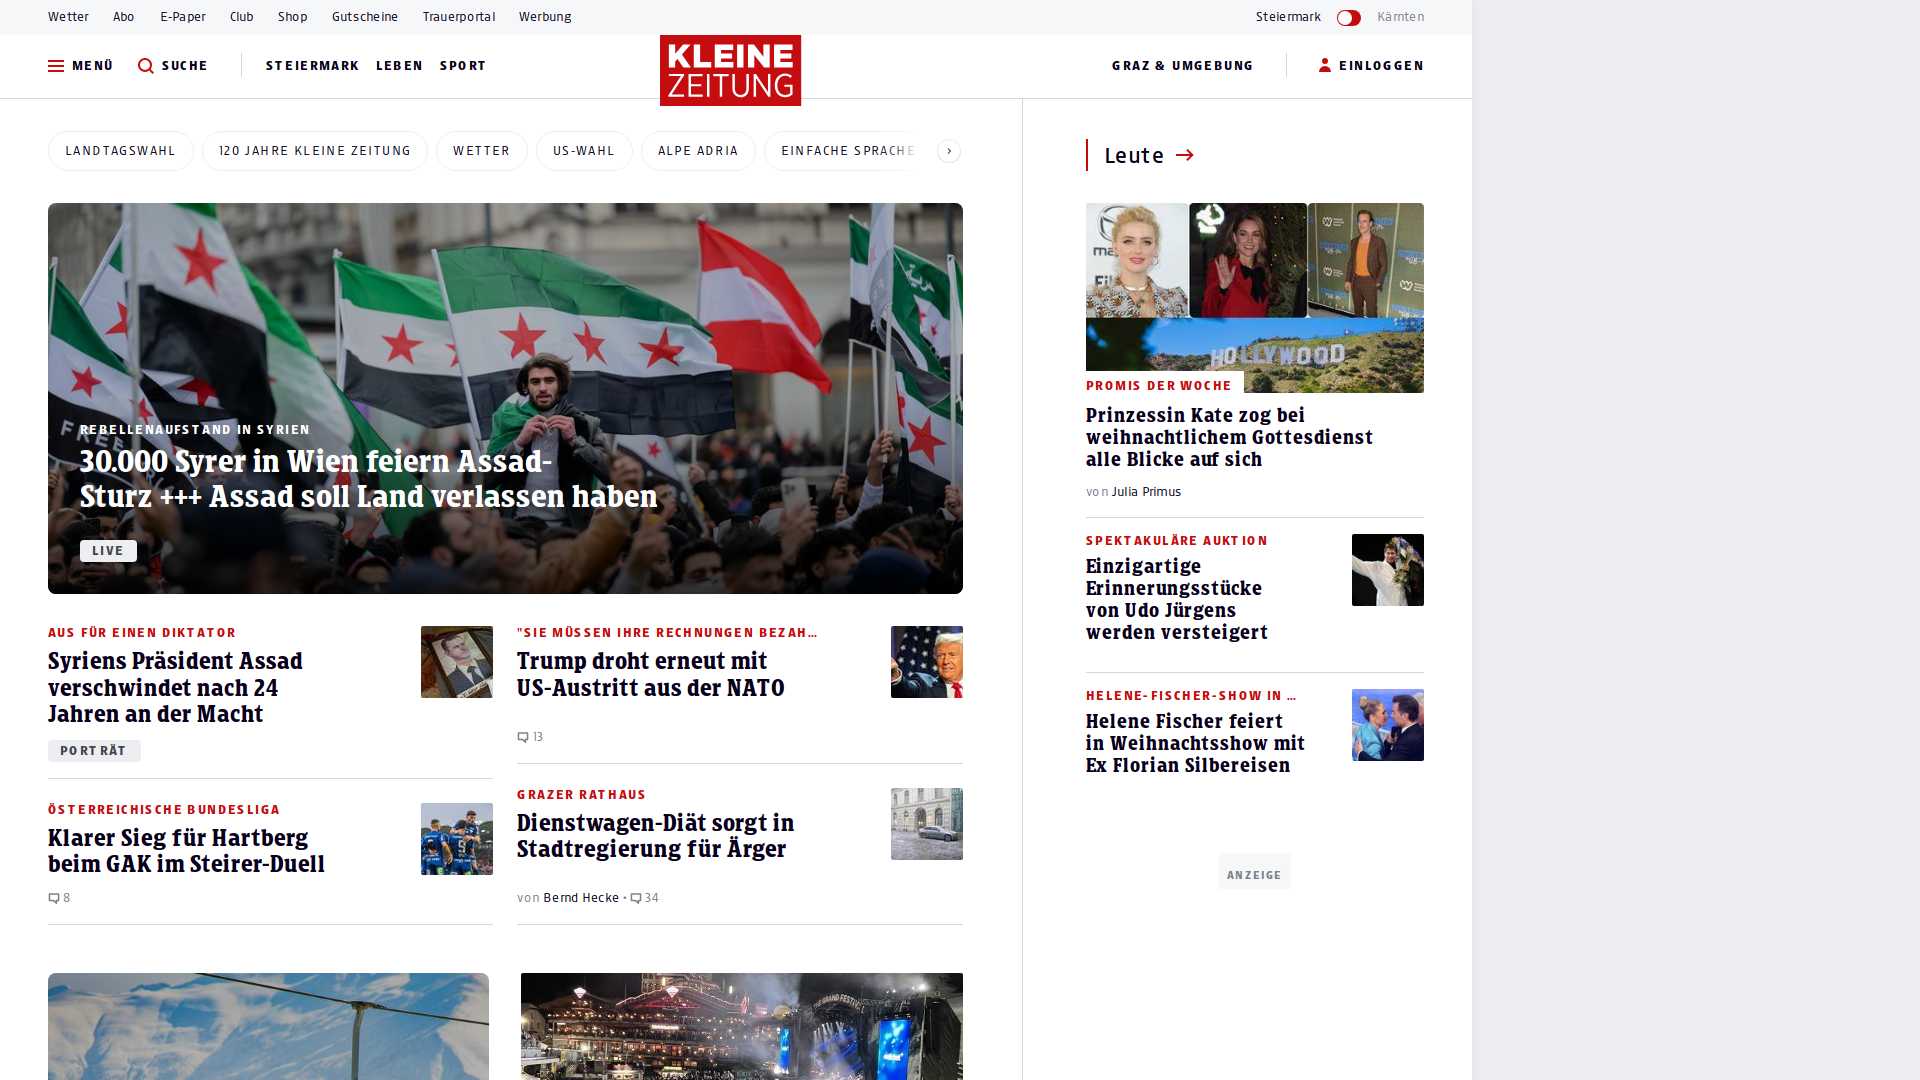 Wetter Abo E-Paper Club Shop Gutscheine Trauerportal Werbung Steiermark Kärnten
MENÜ SUCHE STEIERMARK LEBEN SPORT
KLEINE
ZEITUNG
GRAZ & UMGEBUNG EINLOGGEN
LANDTAGSWAHL 120 JAHRE KLEINE ZEITUNG WETTER US-WAHL ALPE ADRIA EINFACHE SPRACHE
REBELLENAUFSTAND IN SYRIEN
30.000 Syrer in Wien feiern Assad-
Sturz +++ Assad soll Land verlassen haben
LIVE
AUS FÜR EINEN DIKTATOR
Syriens Präsident Assad
verschwindet nach 24
Jahren an der Macht
PORTRÄT
"SIE MÜSSEN IHRE RECHNUNGEN BEZAH...
Trump droht erneut mit
US-Austritt aus der NATO
13
ÖSTERREICHISCHE BUNDESLIGA
Klarer Sieg für Hartberg
beim GAK im Steirer-Duell
8
GRAZER RATHAUS
Dienstwagen-Diät sorgt in
Stadtregierung für Ärger
von Bernd Hecke • 34
Leute
HOLLYWOOD
PROMIS DER WOCHE
Prinzessin Kate zog bei
weihnachtlichem Gottesdienst
alle Blicke auf sich
von Julia Primus
SPEKTAKULÄRE AUKTION
Einzigartige
Erinnerungsstücke
von Udo Jürgens
werden versteigert
HELENE-FISCHER-SHOW IN ...
Helene Fischer feiert
in Weihnachtsshow mit
Ex Florian Silbereisen
ANZEIGE